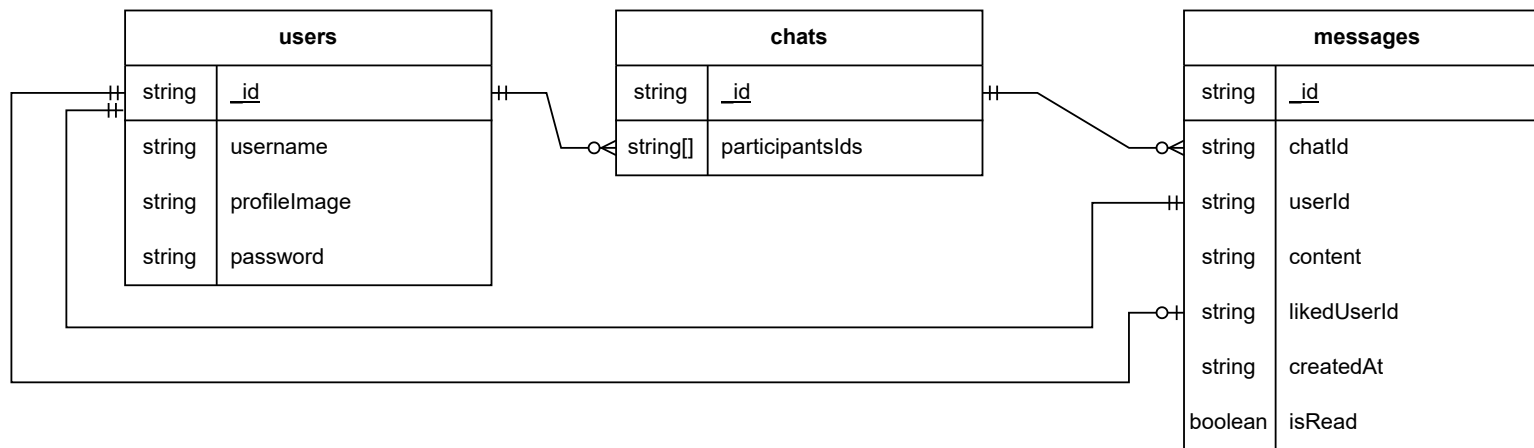 users
string _id
string username
string profileImage
string password
chats
string _id
string[] participantsIds
messages
string _id
string chatId
string userId
string content
string likedUserId
string createdAt
boolean isRead